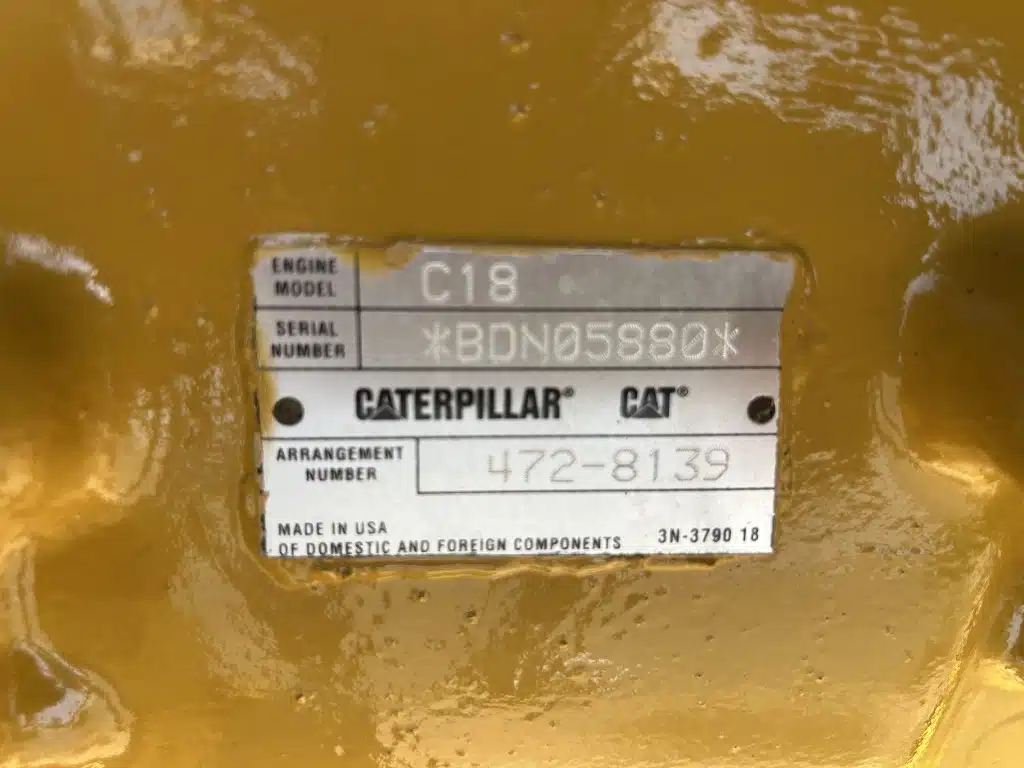 ENGINE MODEL C18
SERIAL NUMBER *BDN05880*
CATERPILLAR® CAT®
ARRANGEMENT NUMBER 472-8139
MADE IN USA
OF DOMESTIC AND FOREIGN COMPONENTS 3N-3790 18